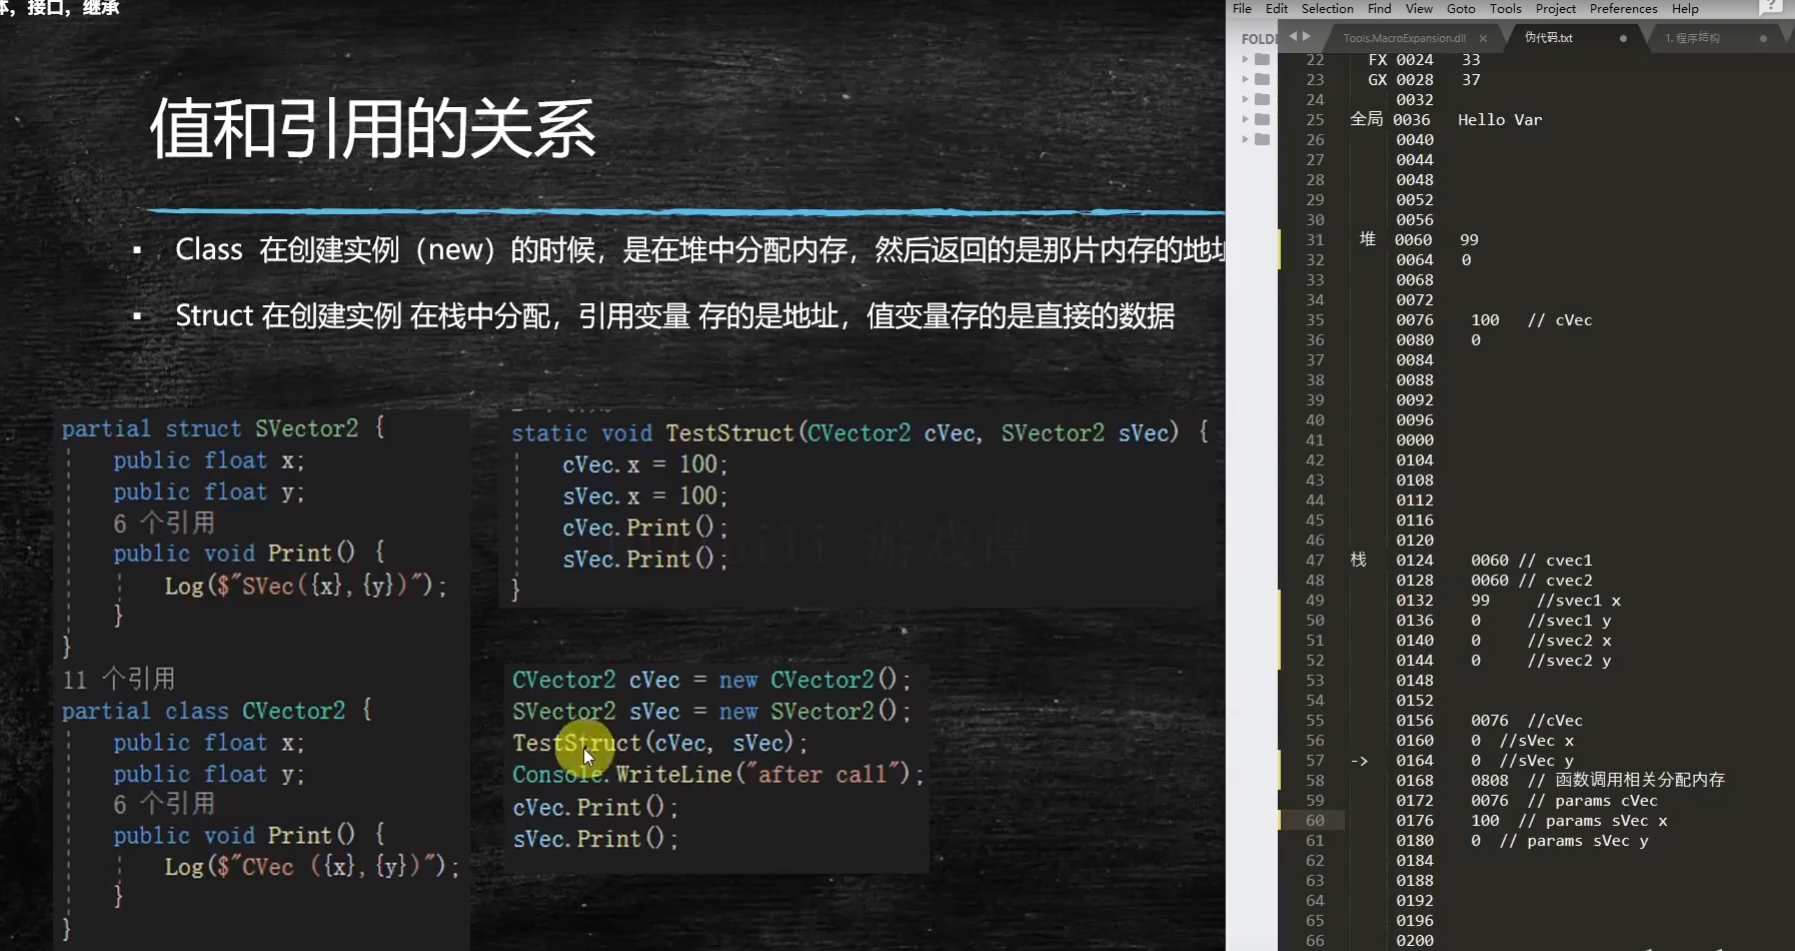 体，接口，继承
值和引用的关系
▪ Class 在创建实例（new）的时候，是在堆中分配内存，然后返回的是那片内存的地址
▪ Struct 在创建实例 在栈中分配，引用变量 存的是地址，值变量存的是直接的数据
partial struct SVector2 {
public float x;
public float y;
6 个引用
public void Print() {
Log($"SVec({x},{y})");
}
}
11 个引用
partial class CVector2 {
public float x;
public float y;
6 个引用
public void Print() {
Log($"CVec ({x},{y})");
}
}
static void TestStruct(CVector2 cVec, SVector2 sVec) {
cVec.x = 100;
sVec.x = 100;
cVec.Print();
sVec.Print();
}
CVector2 cVec = new CVector2();
SVector2 sVec = new SVector2();
TestStruct(cVec, sVec);
Console.WriteLine("after call");
cVec.Print();
sVec.Print();
File Edit Selection Find View Goto Tools Project Preferences Help
FOLD
Tools.MacroExpansion.dll × 伪代码.txt 1. 程序结构
22 FX 0024 33
23 GX 0028 37
24 0032
25 全局 0036 Hello Var
26 0040
27 0044
28 0048
29 0052
30 0056
31 堆 0060 99
32 0064 0
33 0068
34 0072
35 0076 100 // cVec
36 0080 0
37 0084
38 0088
39 0092
40 0096
41 0000
42 0104
43 0108
44 0112
45 0116
46 0120
47 栈 0124 0060 // cvec1
48 0128 0060 // cvec2
49 0132 99 //svec1 x
50 0136 0 //svec1 y
51 0140 0 //svec2 x
52 0144 0 //svec2 y
53 0148
54 0152
55 0156 0076 //cVec
56 0160 0 //sVec x
57 -> 0164 0 //sVec y
58 0168 0808 // 函数调用相关分配内存
59 0172 0076 // params cVec
60 0176 100 // params sVec x
61 0180 0 // params sVec y
62 0184
63 0188
64 0192
65 0196
66 0200